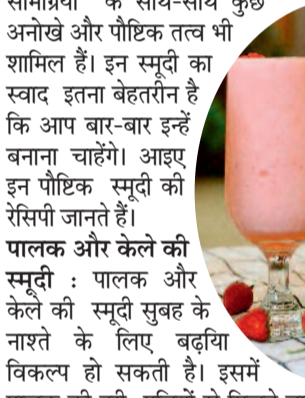 के साथ-साथ कुछ
अनोखे और पौष्टिक तत्व भी
शामिल हैं। इन स्मूदी का
स्वाद इतना बेहतरीन है
कि आप बार-बार इन्हें
बनाना चाहेंगे। आइए
इन पौष्टिक स्मूदी की
रेसिपी जानते हैं।
पालक और केले की
स्मूदी : पालक और
केले की स्मूदी सुबह के
नाश्ते के लिए बढ़यिा
विकल्प हो सकती है। इसमें